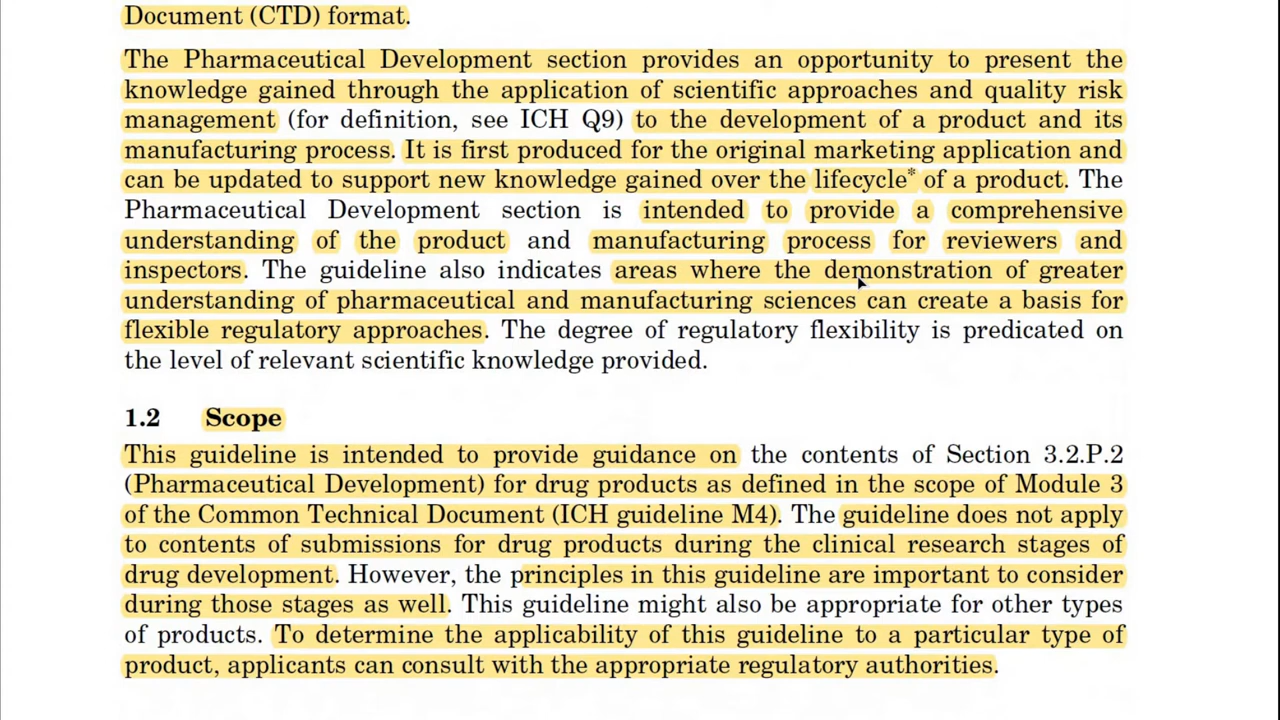 Document (CTD) format.
The Pharmaceutical Development section provides an opportunity to present the
knowledge gained through the application of scientific approaches and quality risk
management (for definition, see ICH Q9) to the development of a product and its
manufacturing process. It is first produced for the original marketing application and
can be updated to support new knowledge gained over the lifecycle* of a product. The
Pharmaceutical Development section is intended to provide a comprehensive
understanding of the product and manufacturing process for reviewers and
inspectors. The guideline also indicates areas where the demonstration of greater
understanding of pharmaceutical and manufacturing sciences can create a basis for
flexible regulatory approaches. The degree of regulatory flexibility is predicated on
the level of relevant scientific knowledge provided.
1.2 Scope
This guideline is intended to provide guidance on the contents of Section 3.2.P.2
(Pharmaceutical Development) for drug products as defined in the scope of Module 3
of the Common Technical Document (ICH guideline M4). The guideline does not apply
to contents of submissions for drug products during the clinical research stages of
drug development. However, the principles in this guideline are important to consider
during those stages as well. This guideline might also be appropriate for other types
of products. To determine the applicability of this guideline to a particular type of
product, applicants can consult with the appropriate regulatory authorities.